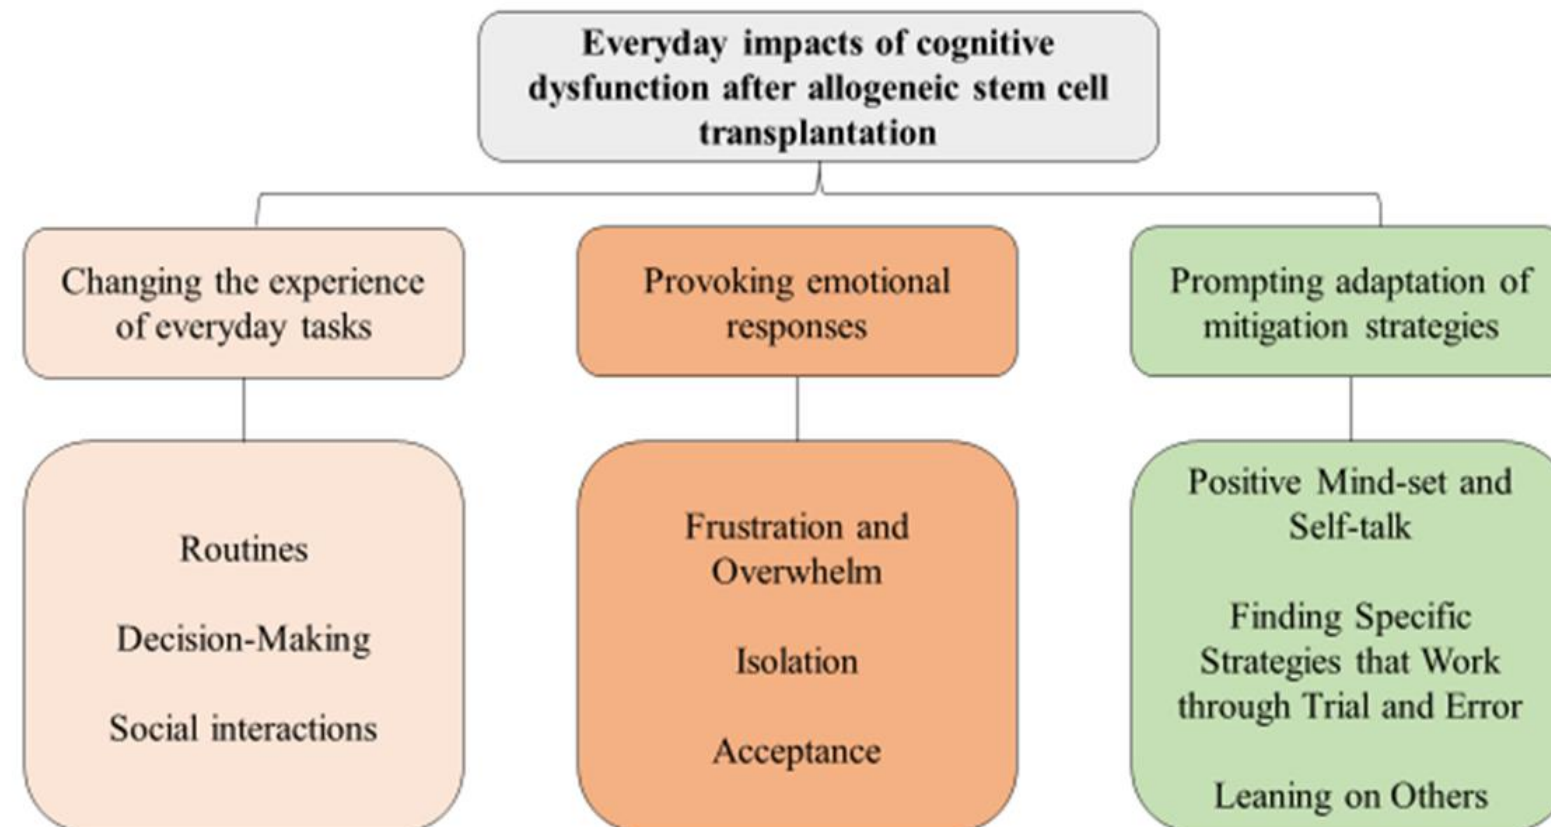 Everyday impacts of cognitive
dysfunction after allogeneic stem cell
transplantation
Changing the experience
of everyday tasks
Provoking emotional
responses
Prompting adaptation of
mitigation strategies
Routines
Decision-Making
Social interactions
Frustration and
Overwhelm
Isolation
Acceptance
Positive Mind-set and
Self-talk
Finding Specific
Strategies that Work
through Trial and Error
Leaning on Others